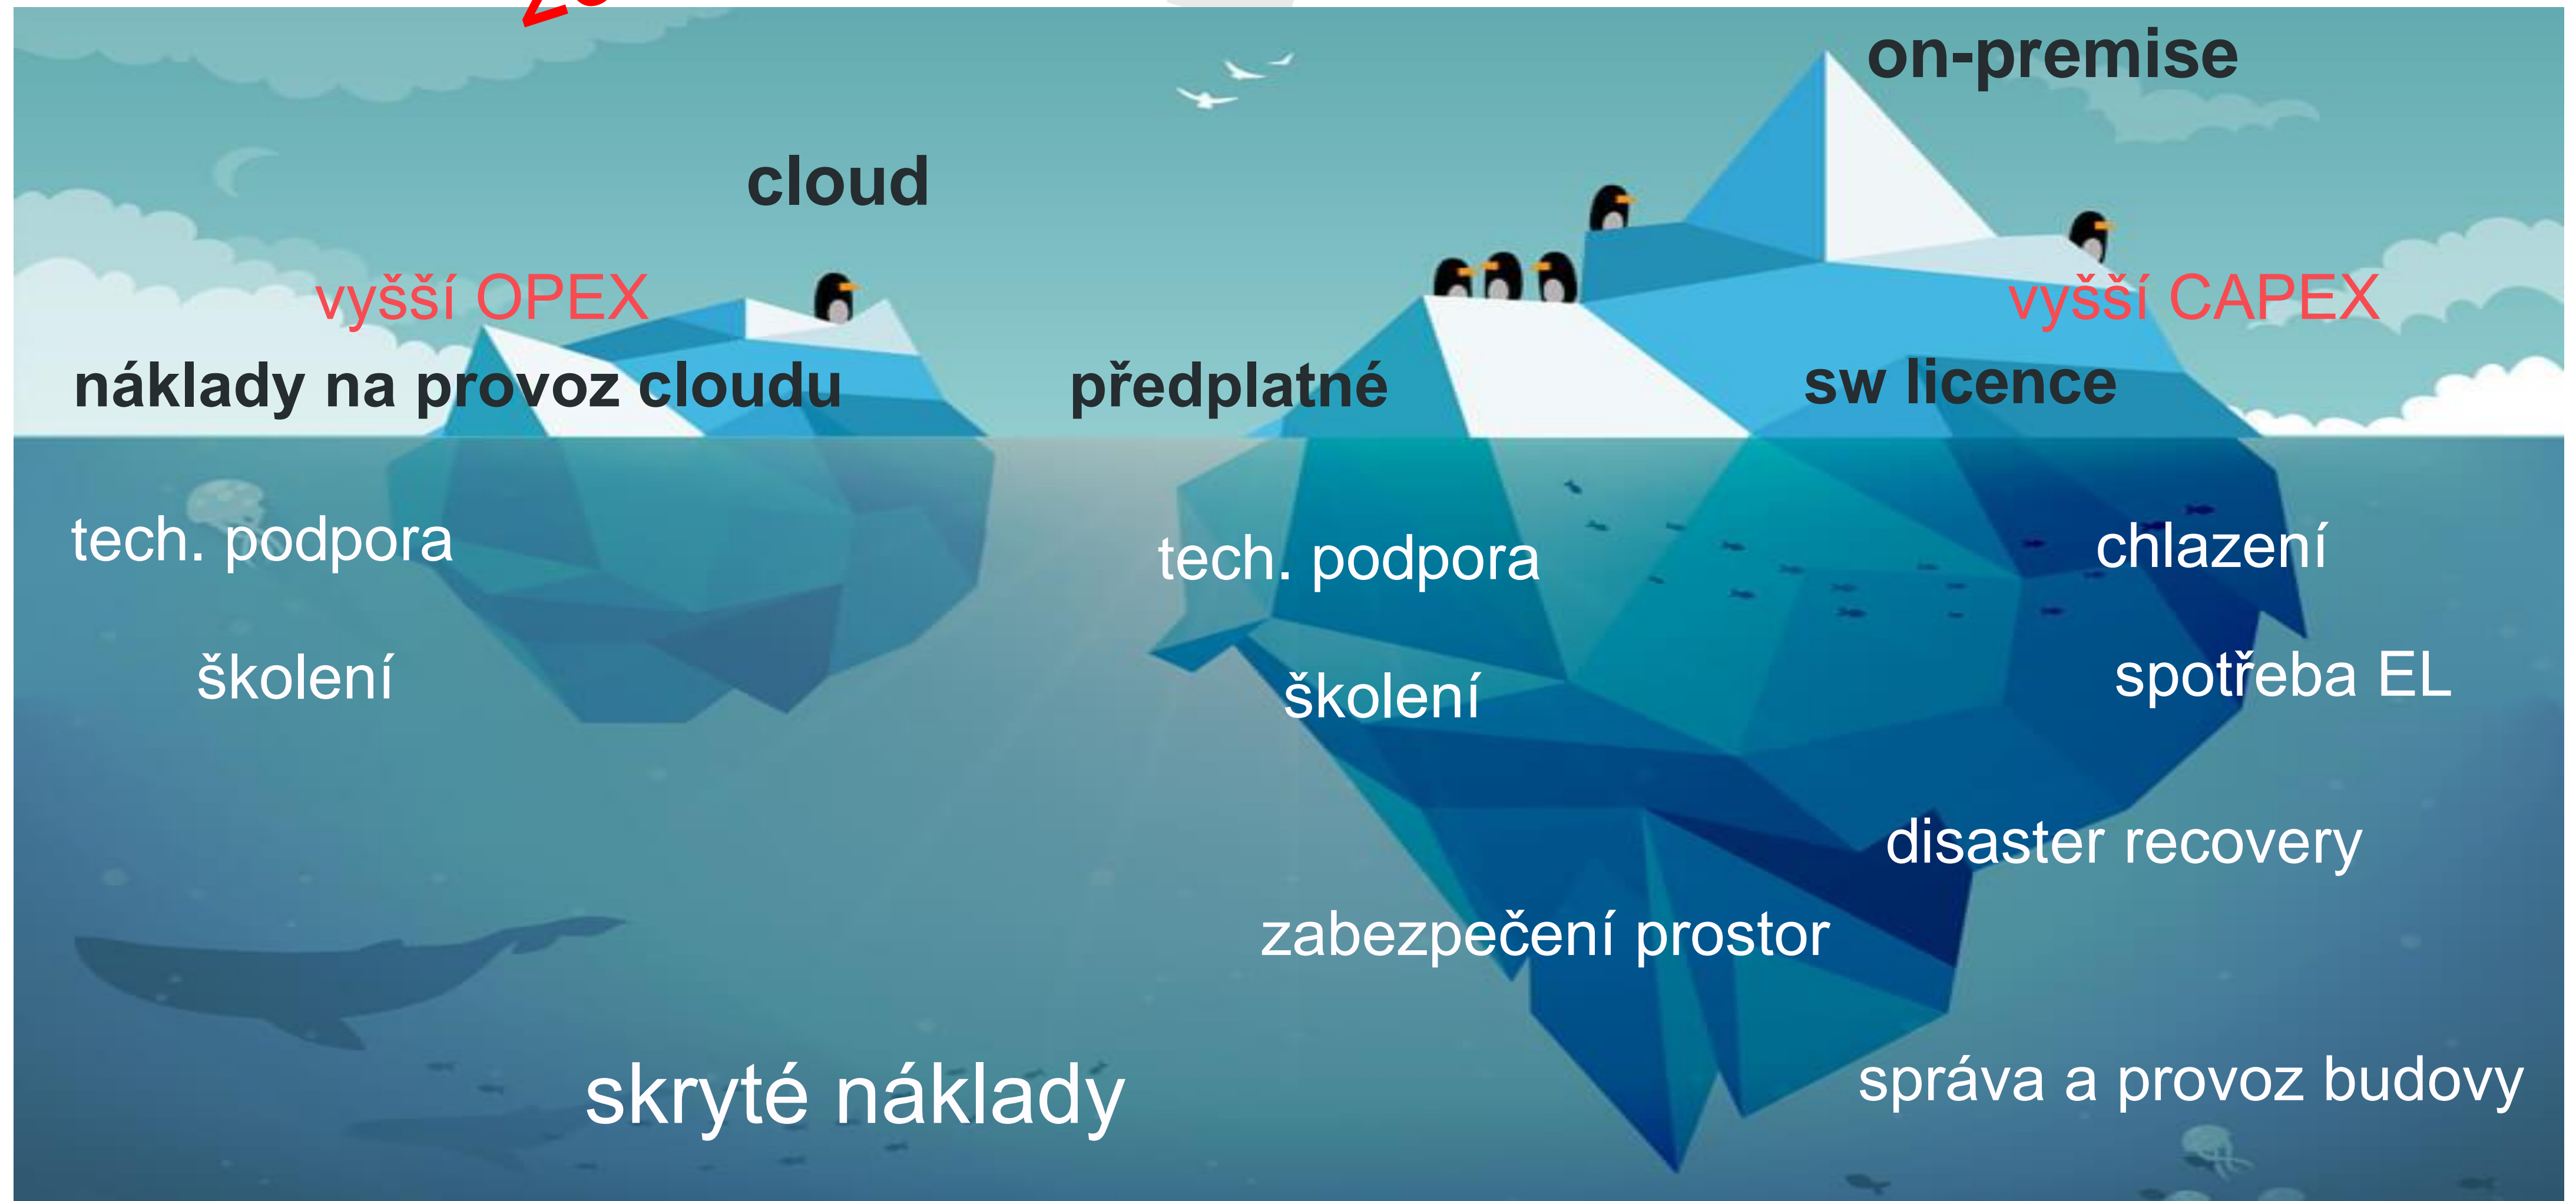 on-premise
cloud
vyšší OPEX
vyšší CAPEX
náklady na provoz cloudu
předplatné
sw licence
tech. podpora
tech. podpora
chlazení
školení
školení
spotřeba EL
disaster recovery
zabezpečení prostor
skryté náklady
správa a provoz budovy